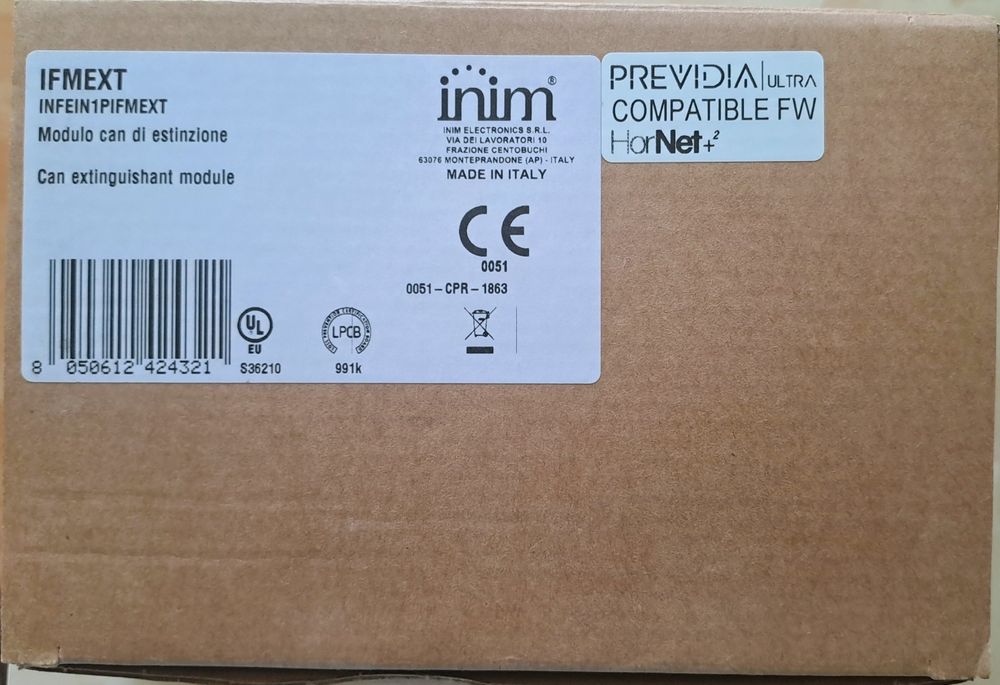 IFMEXT
INFEIN1PIFMEXT
Modulo can di estinzione
Can extinguishant module
inim®
INIM ELECTRONICS S.R.L.
VIA DEI LAVORATORI 10
FRAZIONE CENTOBUCHI
63076 MONTEPRANDONE (AP) - ITALY
MADE IN ITALY
CE
0051
0051-CPR-1863
8 050612 424321
UL
EU
S36210
LPCB
991k
PREVIDIA ULTRA
COMPATIBLE FW
HorNet+²